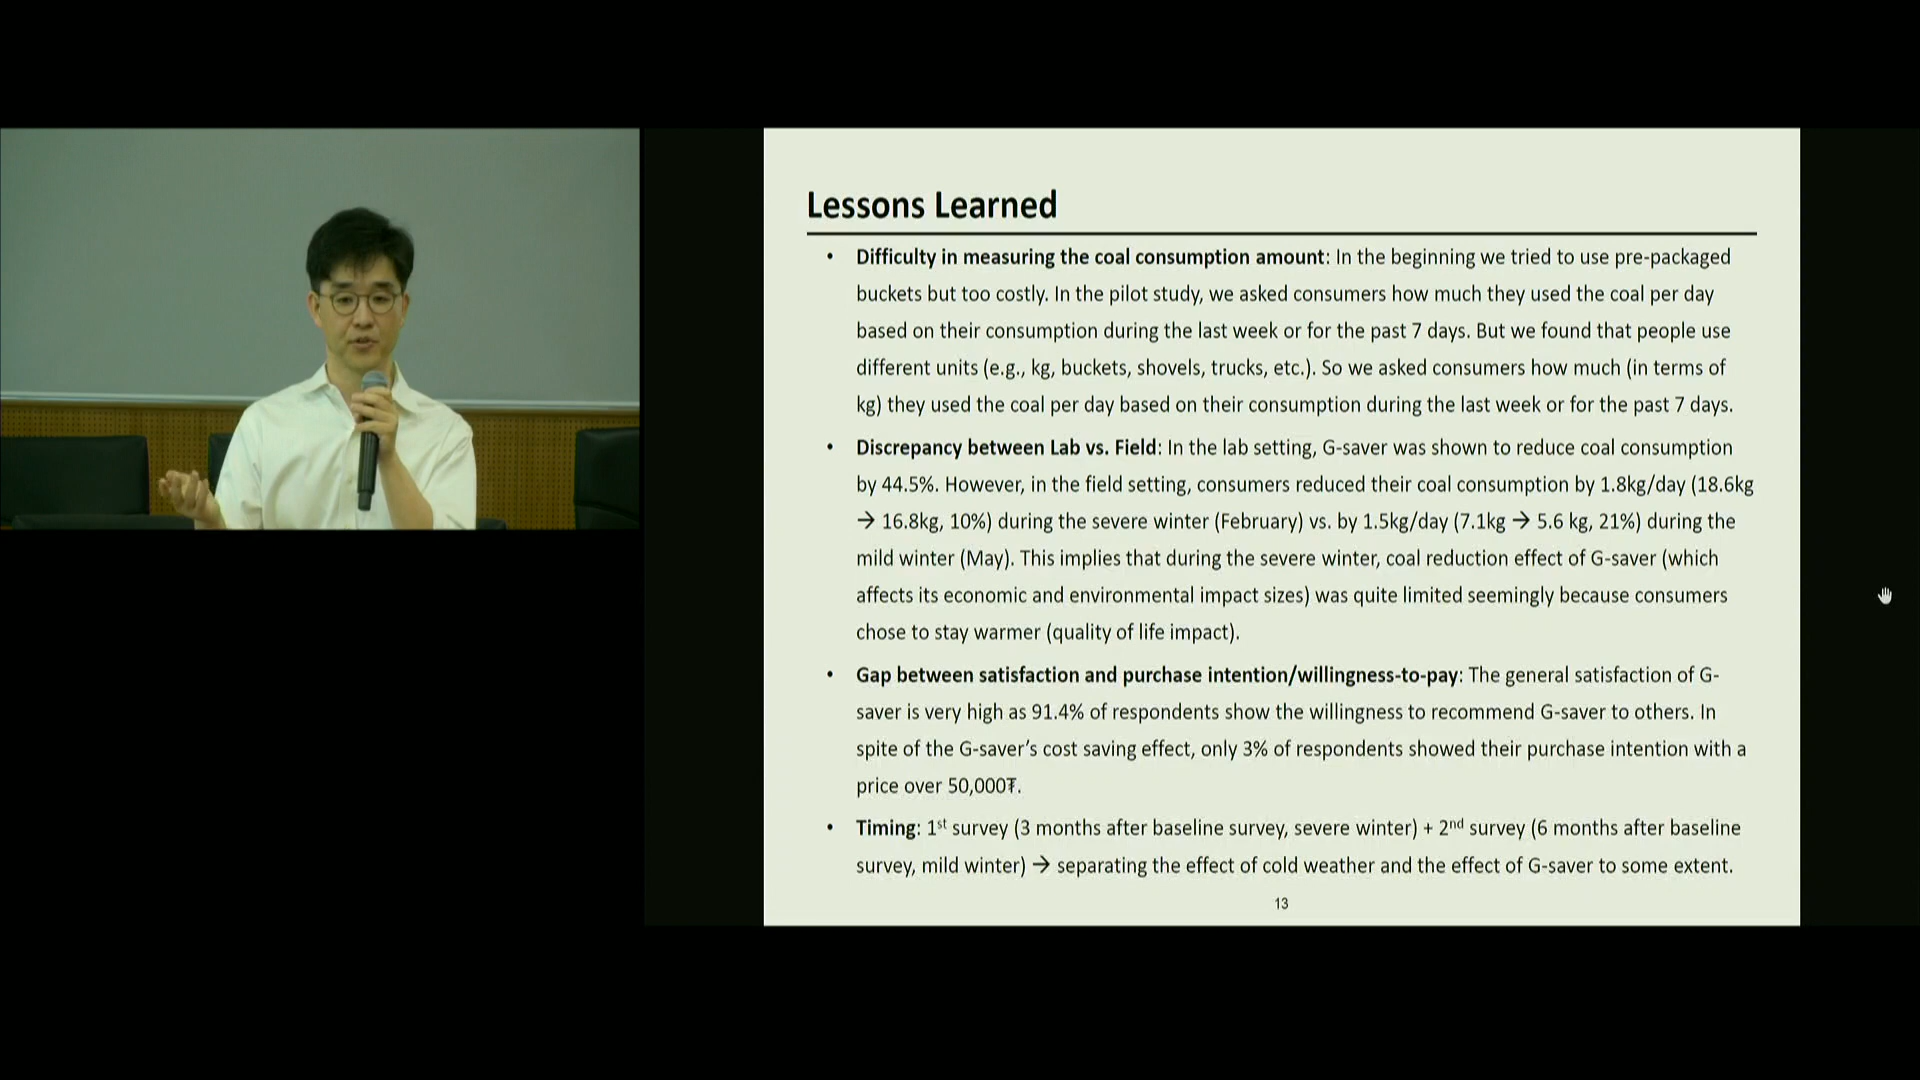 Lessons Learned
• Difficulty in measuring the coal consumption amount: In the beginning we tried to use pre-packaged
buckets but too costly. In the pilot study, we asked consumers how much they used the coal per day
based on their consumption during the last week or for the past 7 days. But we found that people use
different units (e.g., kg, buckets, shovels, trucks, etc.). So we asked consumers how much (in terms of
kg) they used the coal per day based on their consumption during the last week or for the past 7 days.
• Discrepancy between Lab vs. Field: In the lab setting, G-saver was shown to reduce coal consumption
by 44.5%. However, in the field setting, consumers reduced their coal consumption by 1.8kg/day (18.6kg
→ 16.8kg, 10%) during the severe winter (February) vs. by 1.5kg/day (7.1kg → 5.6 kg, 21%) during the
mild winter (May). This implies that during the severe winter, coal reduction effect of G-saver (which
affects its economic and environmental impact sizes) was quite limited seemingly because consumers
chose to stay warmer (quality of life impact).
• Gap between satisfaction and purchase intention/willingness-to-pay: The general satisfaction of G-
saver is very high as 91.4% of respondents show the willingness to recommend G-saver to others. In
spite of the G-saver’s cost saving effect, only 3% of respondents showed their purchase intention with a
price over 50,000₮.
• Timing: 1st survey (3 months after baseline survey, severe winter) + 2nd survey (6 months after baseline
survey, mild winter) → separating the effect of cold weather and the effect of G-saver to some extent.
13